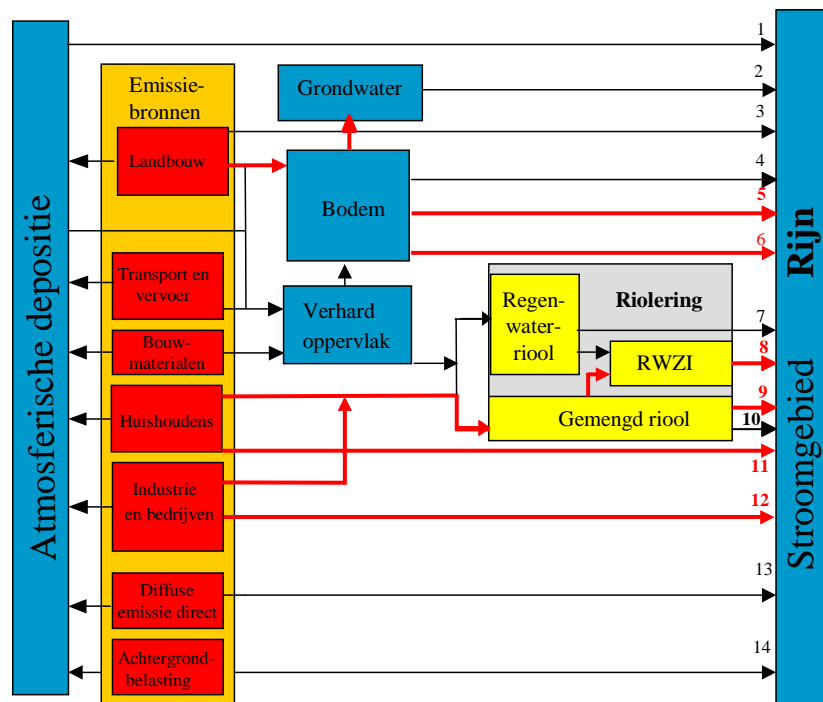 Atmosferische depositie
Emissie-
bronnen
Landbouw
Transport en
vervoer
Bouw-
materialen
Huishoudens
Industrie
en bedrijven
Diffuse
emissie direct
Achtergrond-
belasting
Grondwater
Bodem
Verhard
oppervlak
Regen-
water-
riool
Riolering
RWZI
Gemengd riool
1
2
3
4
5
6
7
8
9
10
11
12
13
14
Stroomgebied Rijn